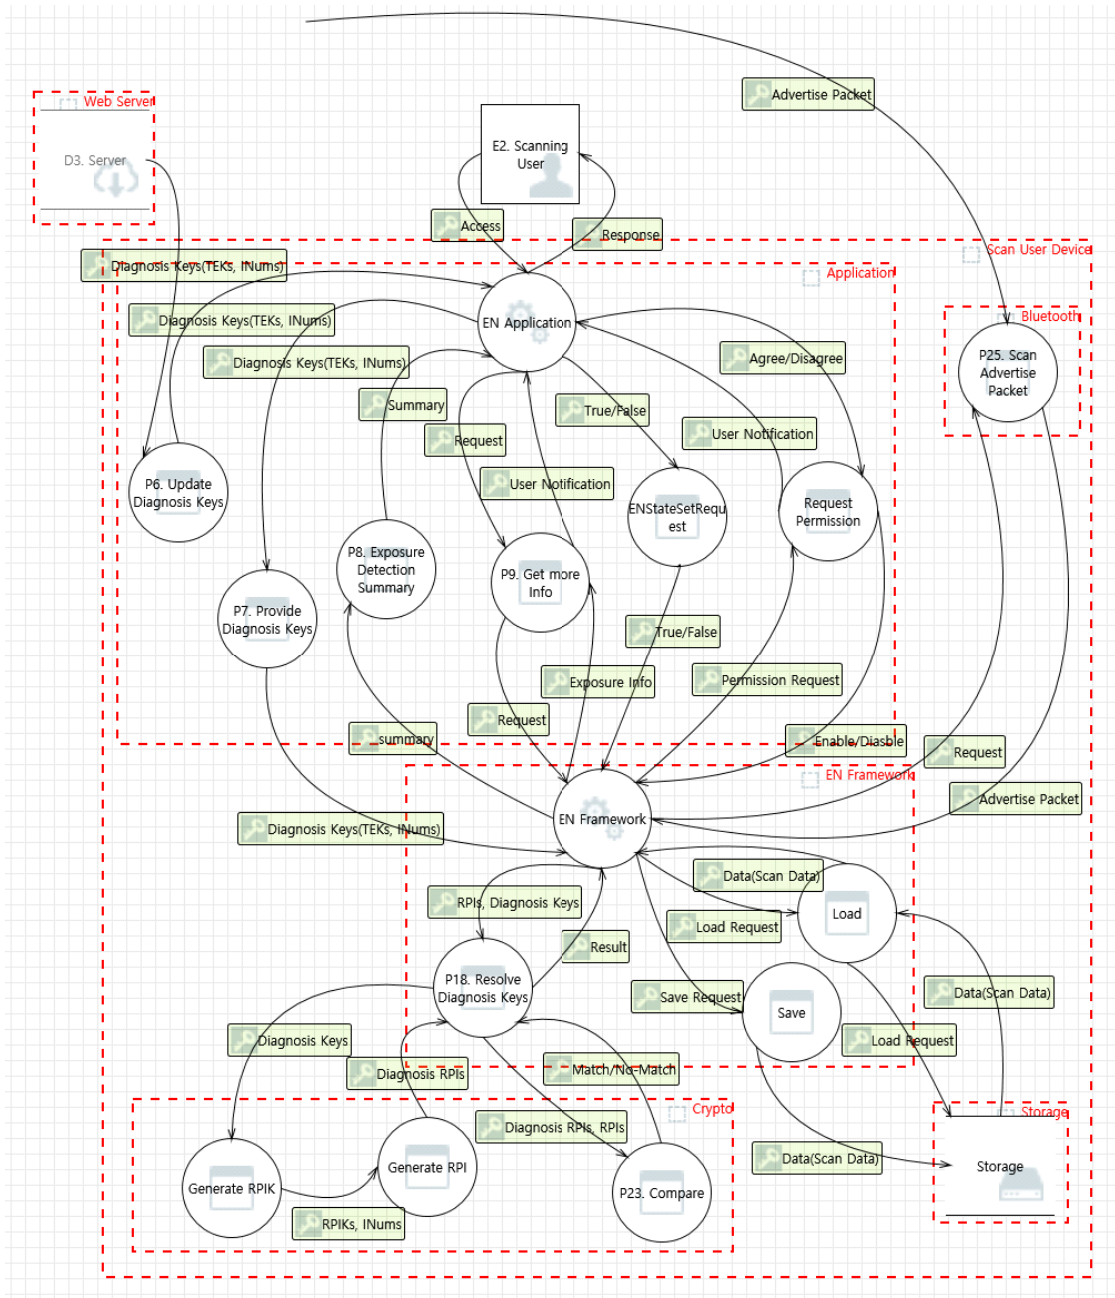 Advertise Packet
Web Server
D3. Server
E2. Scanning
User
Access
Response
Scan User Device
Diagnosis Keys(TEKs, INums)
Application
Bluetooth
Diagnosis Keys(TEKs, INums)
EN Application
P25. Scan
Advertise
Packet
Diagnosis Keys(TEKs, INums)
Agree/Disagree
Summary
True/False
Request
User Notification
User Notification
P6. Update
Diagnosis Keys
ENStateSetRequ
est
Request
Permission
P8. Exposure
Detection
Summary
P9. Get more
Info
P7. Provide
Diagnosis Keys
True/False
Exposure Info
Permission Request
Request
summary
Enable/Diasble
Request
EN Framework
Advertise Packet
EN Framework
Diagnosis Keys(TEKs, INums)
Data(Scan Data)
RPIs, Diagnosis Keys
Load
Load Request
Result
P18. Resolve
Diagnosis Keys
Save Request
Data(Scan Data)
Save
Diagnosis Keys
Load Request
Diagnosis RPIs
Match/No-Match
Crypto
Storage
Diagnosis RPIs, RPIs
Data(Scan Data)
Generate RPI
Storage
Generate RPIK
P23. Compare
RPIKs, INums